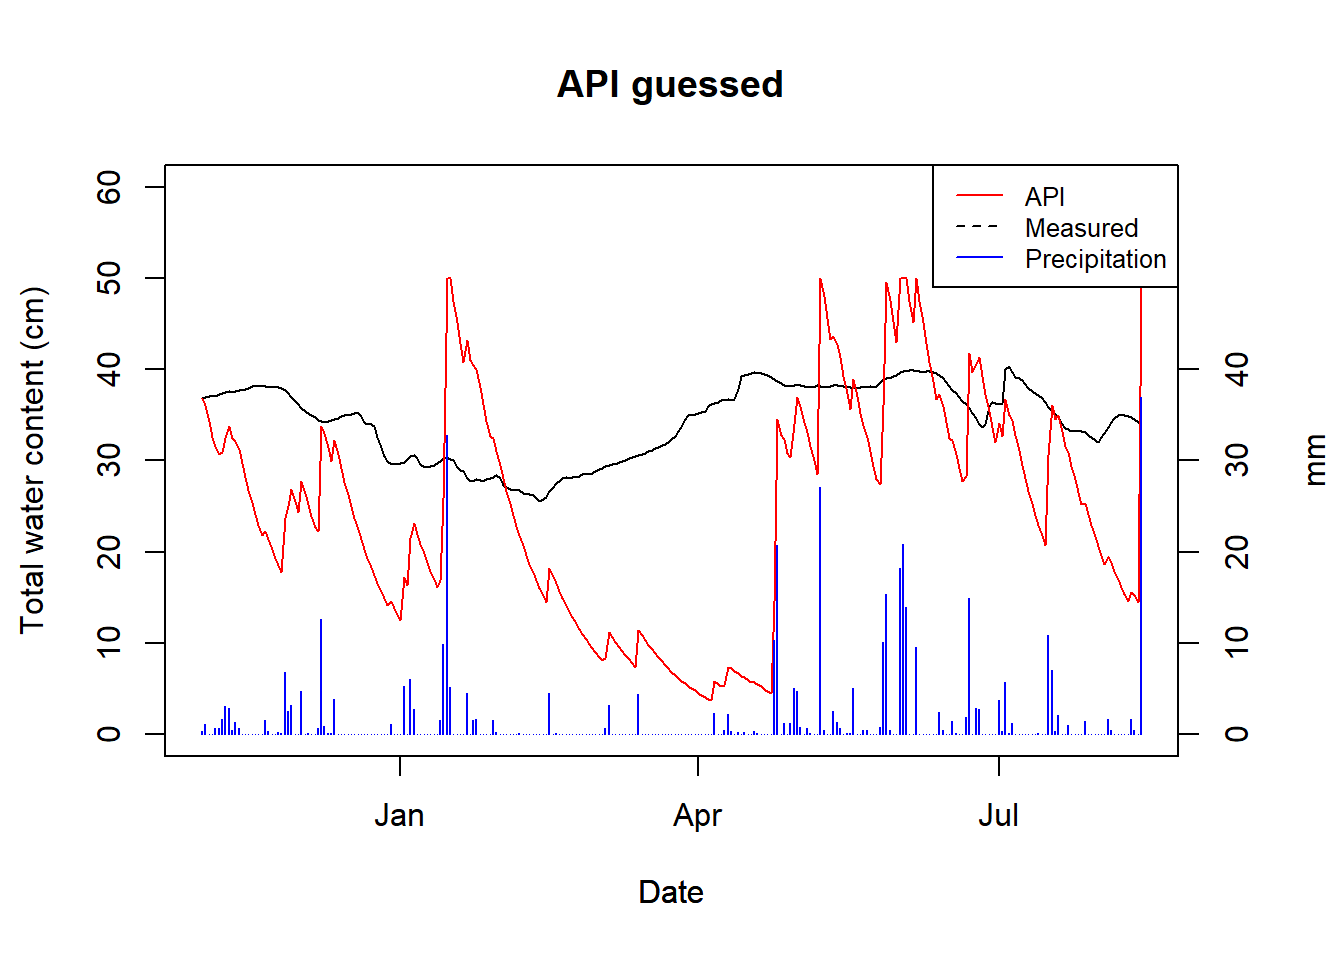 API guessed
Total water content (cm)
60
50
40
30
20
10
0
API
Measured
Precipitation
40
30
20
10
0
mm
Jan
Apr
Jul
Date